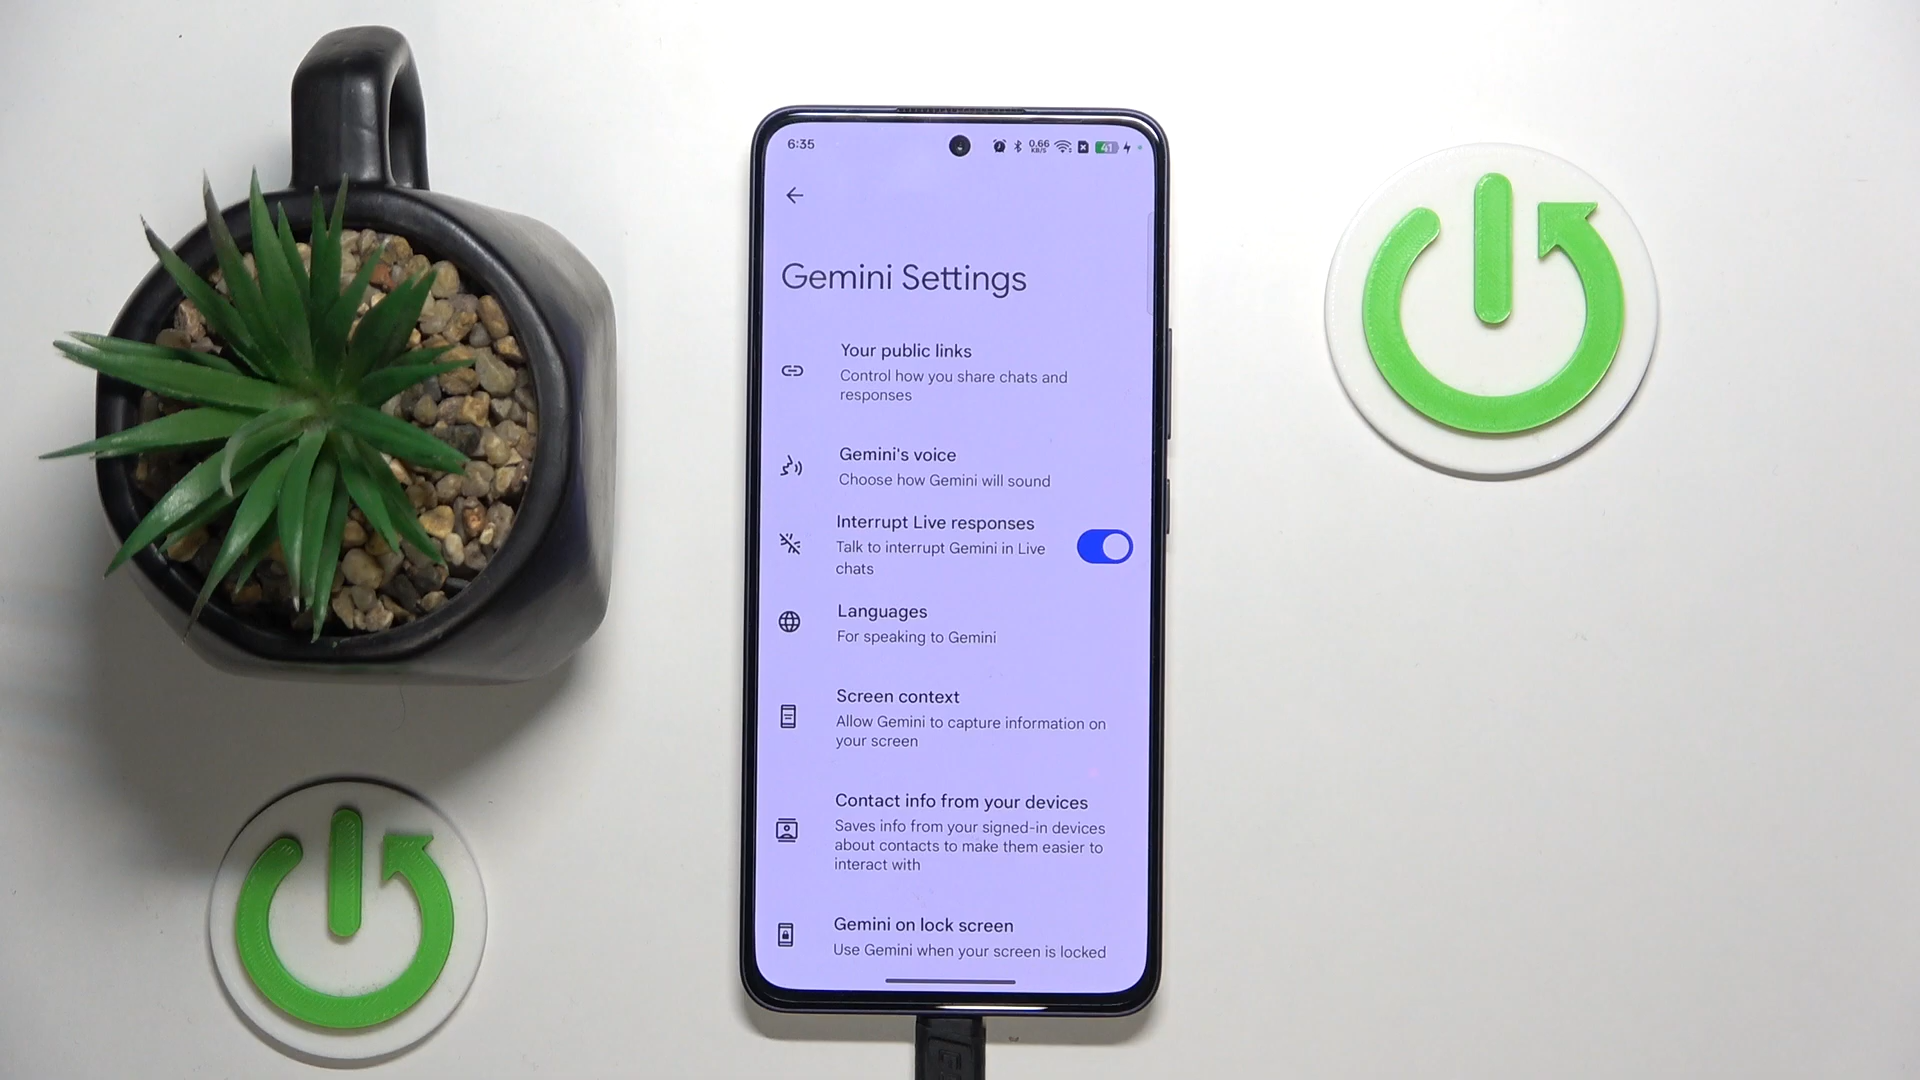 6:35
0.66
KB/S
41
Gemini Settings
Your public links
Control how you share chats and
responses
Gemini's voice
Choose how Gemini will sound
Interrupt Live responses
Talk to interrupt Gemini in Live
chats
Languages
For speaking to Gemini
Screen context
Allow Gemini to capture information on
your screen
Contact info from your devices
Saves info from your signed-in devices
about contacts to make them easier to
interact with
Gemini on lock screen
Use Gemini when your screen is locked